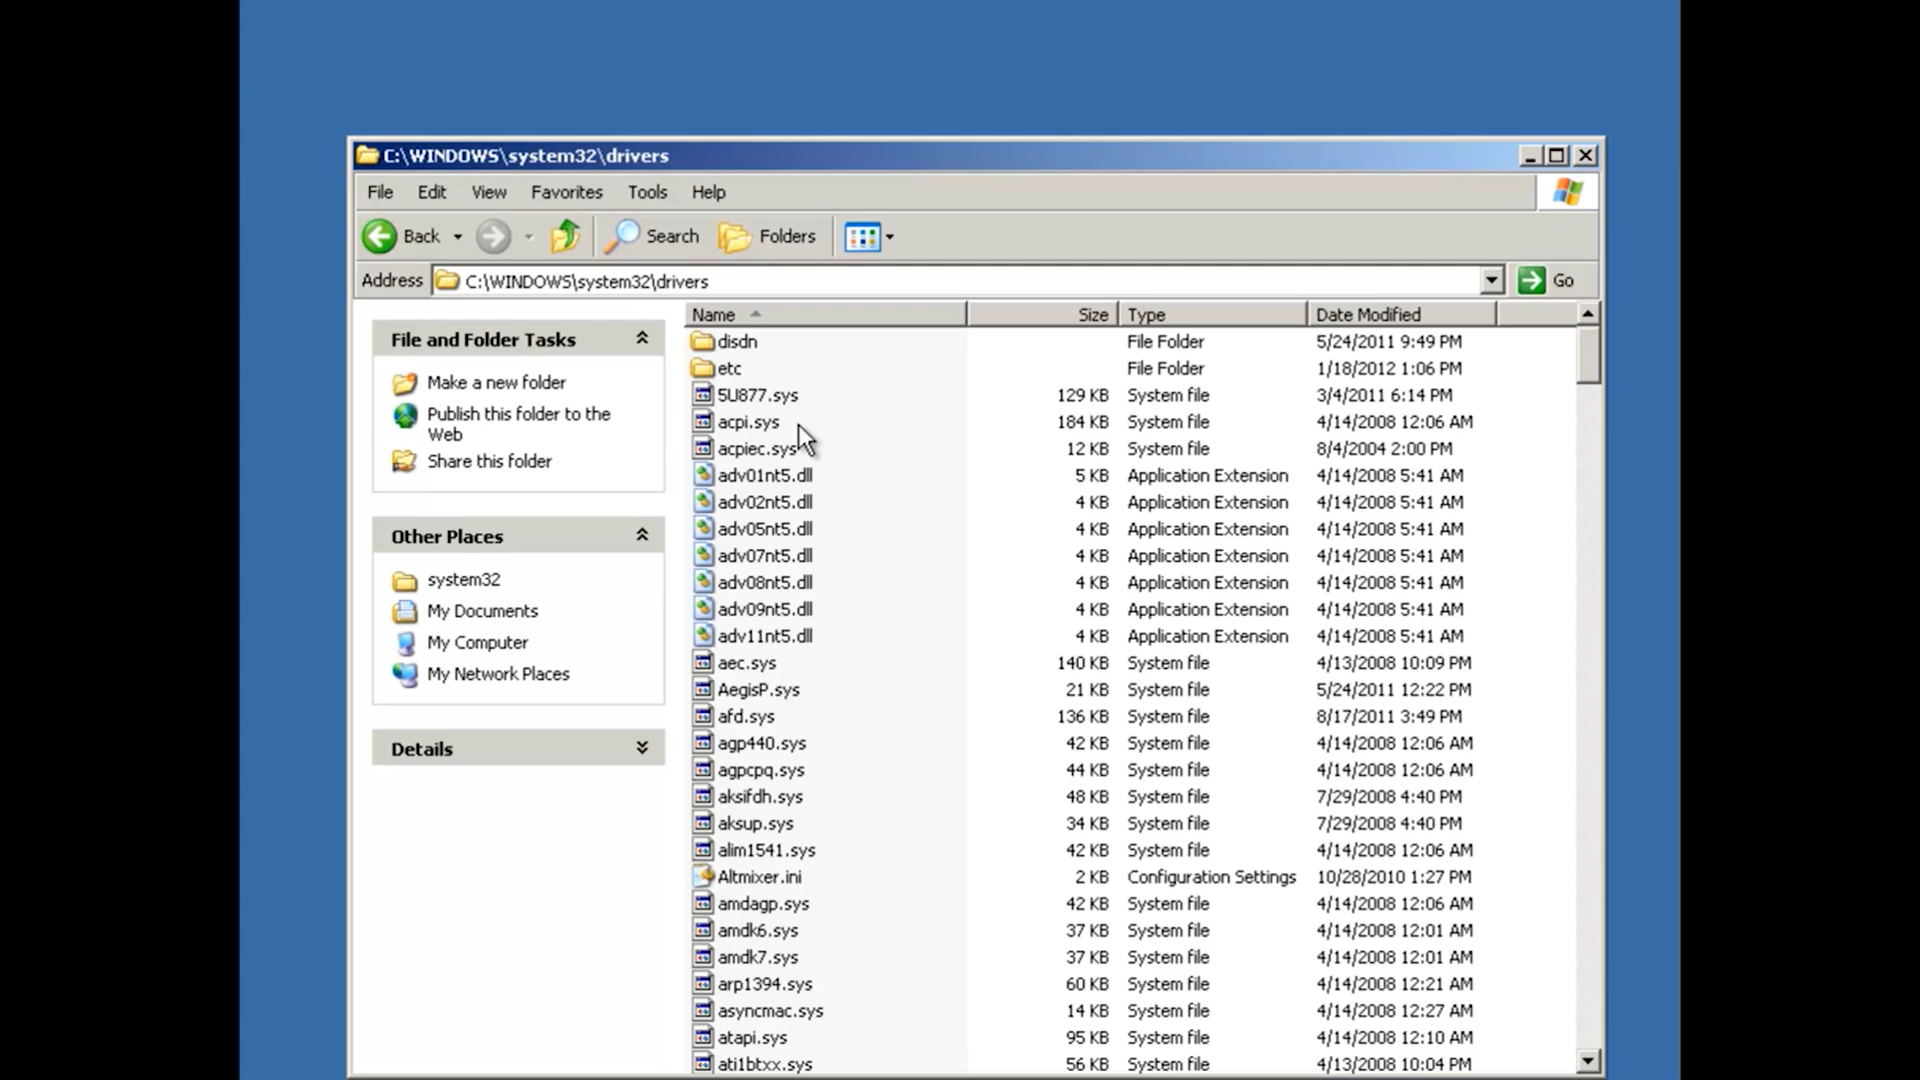 C:\WINDOWS\system32\drivers
File Edit View Favorites Tools Help
Back Search Folders
Address C:\WINDOWS\system32\drivers Go
File and Folder Tasks
Make a new folder
Publish this folder to the
Web
Share this folder
Other Places
system32
My Documents
My Computer
My Network Places
Details
Name Size Type Date Modified
disdn File Folder 5/24/2011 9:49 PM
etc File Folder 1/18/2012 1:06 PM
5U877.sys 129 KB System file 3/4/2011 6:14 PM
acpi.sys 184 KB System file 4/14/2008 12:06 AM
acpiec.sys 12 KB System file 8/4/2004 2:00 PM
adv01nt5.dll 5 KB Application Extension 4/14/2008 5:41 AM
adv02nt5.dll 4 KB Application Extension 4/14/2008 5:41 AM
adv05nt5.dll 4 KB Application Extension 4/14/2008 5:41 AM
adv07nt5.dll 4 KB Application Extension 4/14/2008 5:41 AM
adv08nt5.dll 4 KB Application Extension 4/14/2008 5:41 AM
adv09nt5.dll 4 KB Application Extension 4/14/2008 5:41 AM
adv11nt5.dll 4 KB Application Extension 4/14/2008 5:41 AM
aec.sys 140 KB System file 4/13/2008 10:09 PM
AegisP.sys 21 KB System file 5/24/2011 12:22 PM
afd.sys 136 KB System file 8/17/2011 3:49 PM
agp440.sys 42 KB System file 4/14/2008 12:06 AM
agpcpq.sys 44 KB System file 4/14/2008 12:06 AM
aksifdh.sys 48 KB System file 7/29/2008 4:40 PM
aksup.sys 34 KB System file 7/29/2008 4:40 PM
alim1541.sys 42 KB System file 4/14/2008 12:06 AM
Altmixer.ini 2 KB Configuration Settings 10/28/2010 1:27 PM
amdagp.sys 42 KB System file 4/14/2008 12:06 AM
amdk6.sys 37 KB System file 4/14/2008 12:01 AM
amdk7.sys 37 KB System file 4/14/2008 12:01 AM
arp1394.sys 60 KB System file 4/14/2008 12:21 AM
asyncmac.sys 14 KB System file 4/14/2008 12:27 AM
atapi.sys 95 KB System file 4/14/2008 12:10 AM
ati1btxx.sys 56 KB System file 4/13/2008 10:04 PM